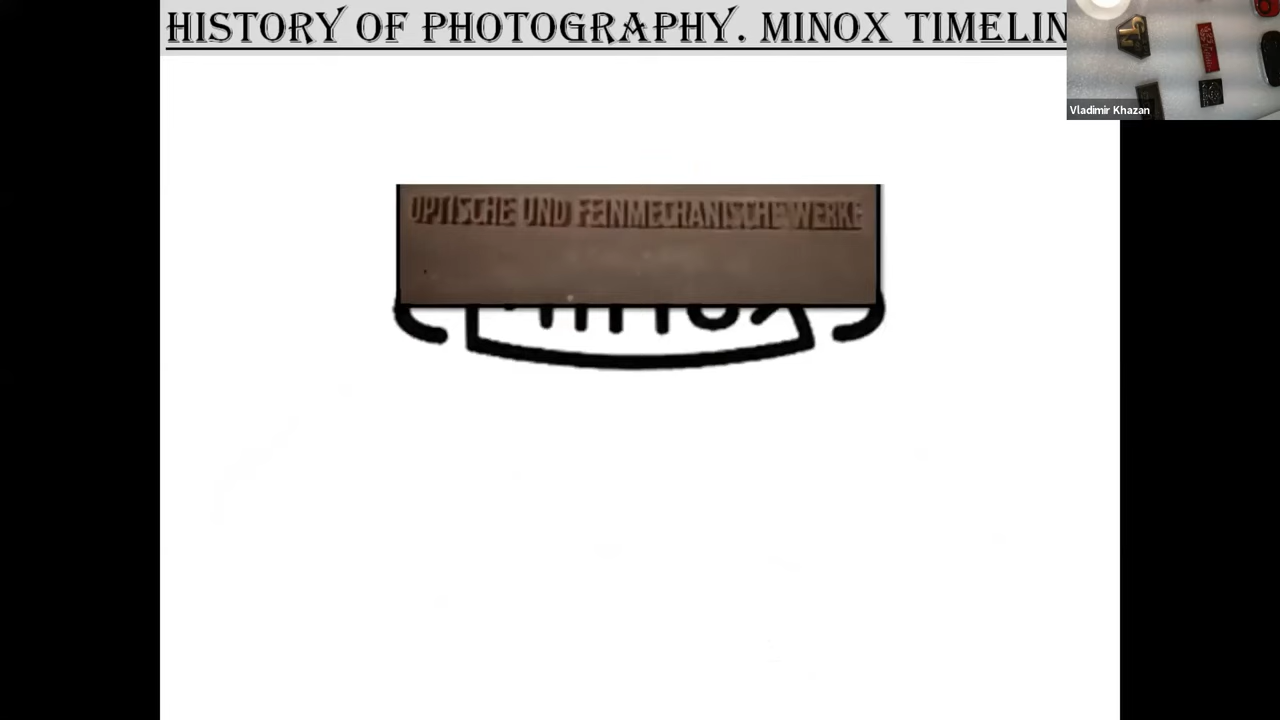 HISTORY OF PHOTOGRAPHY. MINOX TIMELIN
Vladimir Khazan
OPTISCHE UND FEINMECHANISCHE WERKE